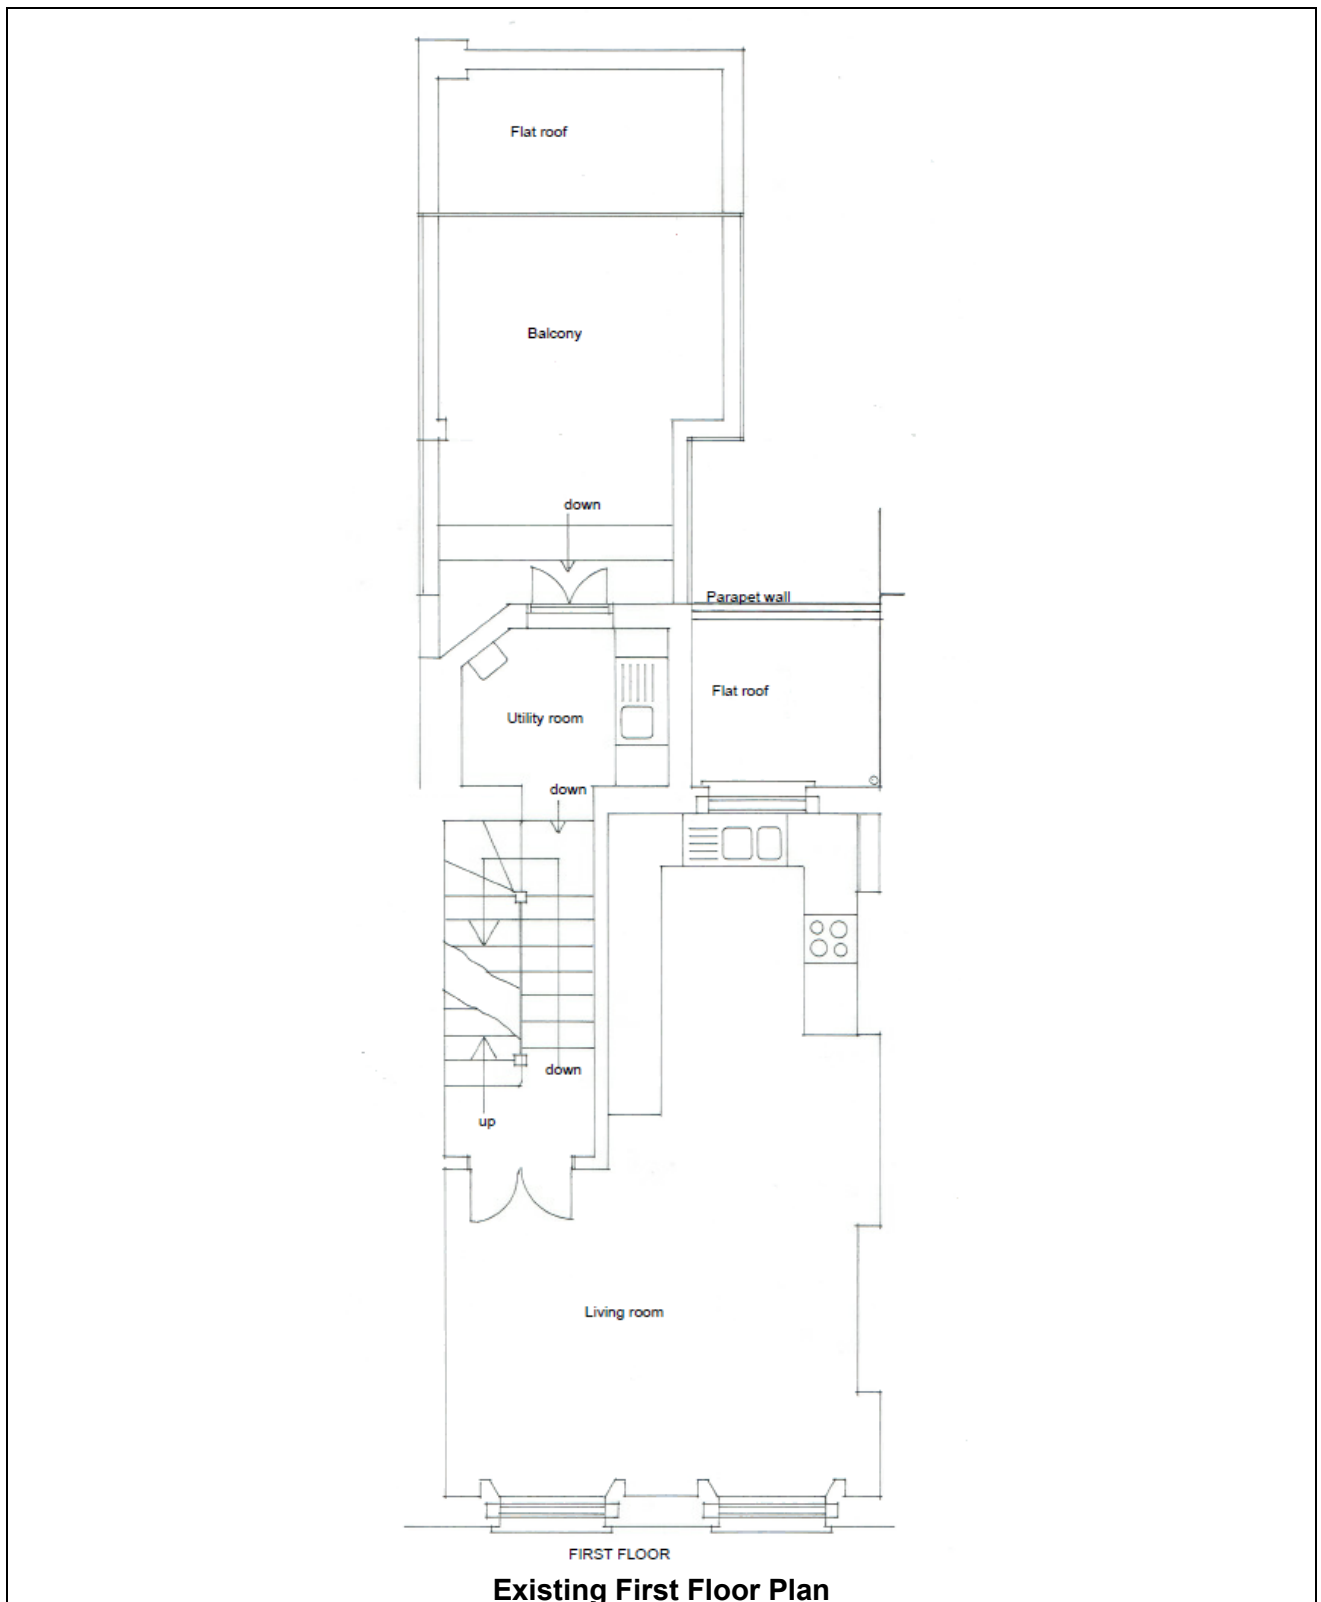 Flat roof
Balcony
down
Parapet wall
Flat roof
Utility room
down
down
up
Living room
FIRST FLOOR
Existing First Floor Plan